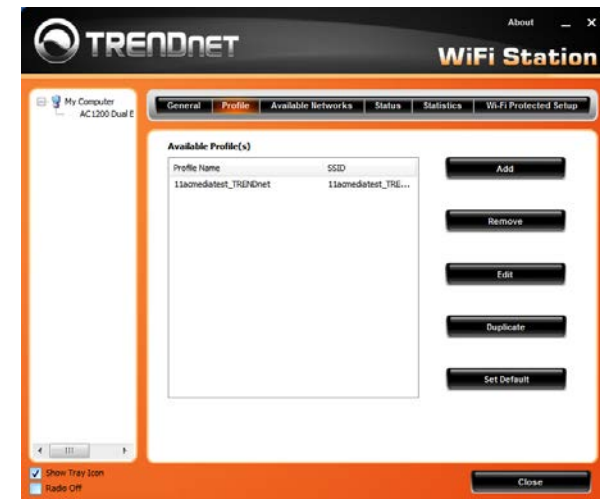 About
TRENDNET
WiFi Station
My Computer
AC1200 Dual E
General Profile Available Networks Status Statistics Wi-Fi Protected Setup
Available Profile(s)
Profile Name SSID
11acmediatest_TRENDnet 11acmediatest_TRE...
Add
Remove
Edit
Duplicate
Set Default
Show Tray Icon
Radio Off
Close